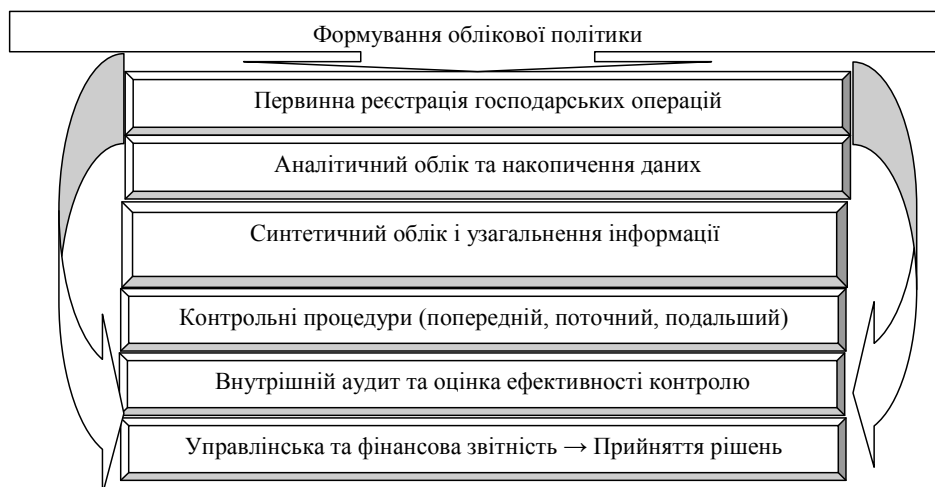 Формування облікової політики
Первинна реєстрація господарських операцій
Аналітичний облік та накопичення даних
Синтетичний облік і узагальнення інформації
Контрольні процедури (попередній, поточний, подальший)
Внутрішній аудит та оцінка ефективності контролю
Управлінська та фінансова звітність → Прийняття рішень